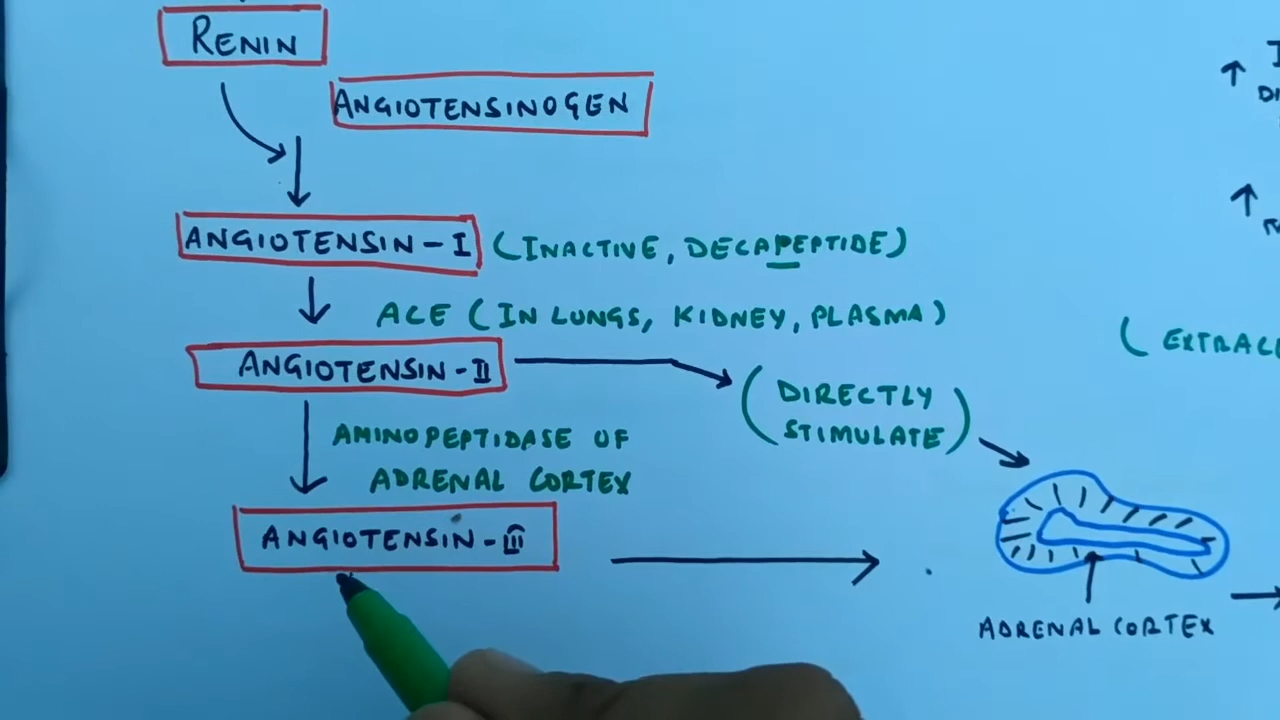 RENIN
ANGIOTENSINOGEN
ANGIOTENSIN-I (INACTIVE, DECAPEPTIDE)
ACE (IN LUNGS, KIDNEY, PLASMA)
ANGIOTENSIN-II
(DIRECTLY
STIMULATE)
AMINOPEPTIDASE OF
ADRENAL CORTEX
ANGIOTENSIN-III
ADRENAL CORTEX